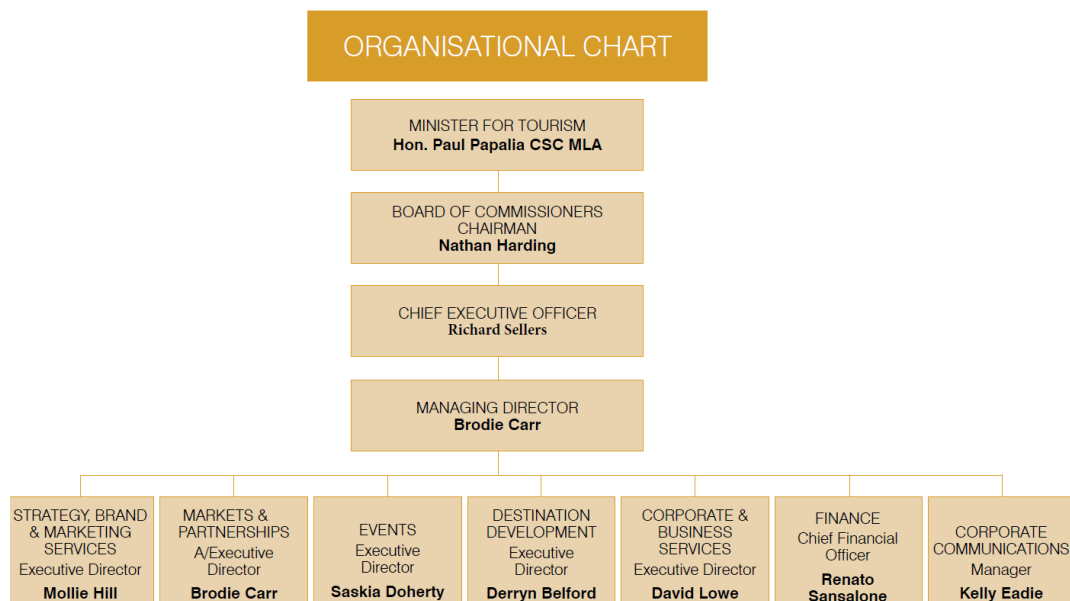 ORGANISATIONAL CHART
MINISTER FOR TOURISM
Hon. Paul Papalia CSC MLA
BOARD OF COMMISSIONERS
CHAIRMAN
Nathan Harding
CHIEF EXECUTIVE OFFICER
Richard Sellers
MANAGING DIRECTOR
Brodie Carr
STRATEGY, BRAND
& MARKETING
SERVICES
Executive Director
Mollie Hill
MARKETS &
PARTNERSHIPS
A/Executive
Director
Brodie Carr
EVENTS
Executive
Director
Saskia Doherty
DESTINATION
DEVELOPMENT
Executive
Director
Derryn Belford
CORPORATE &
BUSINESS
SERVICES
Executive Director
David Lowe
FINANCE
Chief Financial
Officer
Renato
Sansalone
CORPORATE
COMMUNICATIONS
Manager
Kelly Eadie